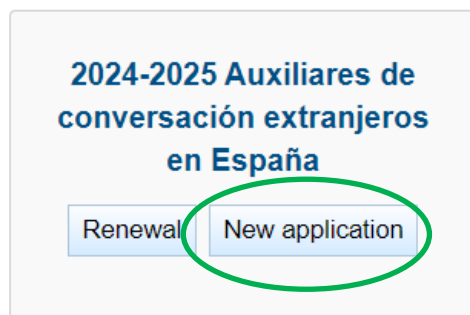 2024-2025 Auxiliares de
conversación extranjeros
en España
Renewal New application